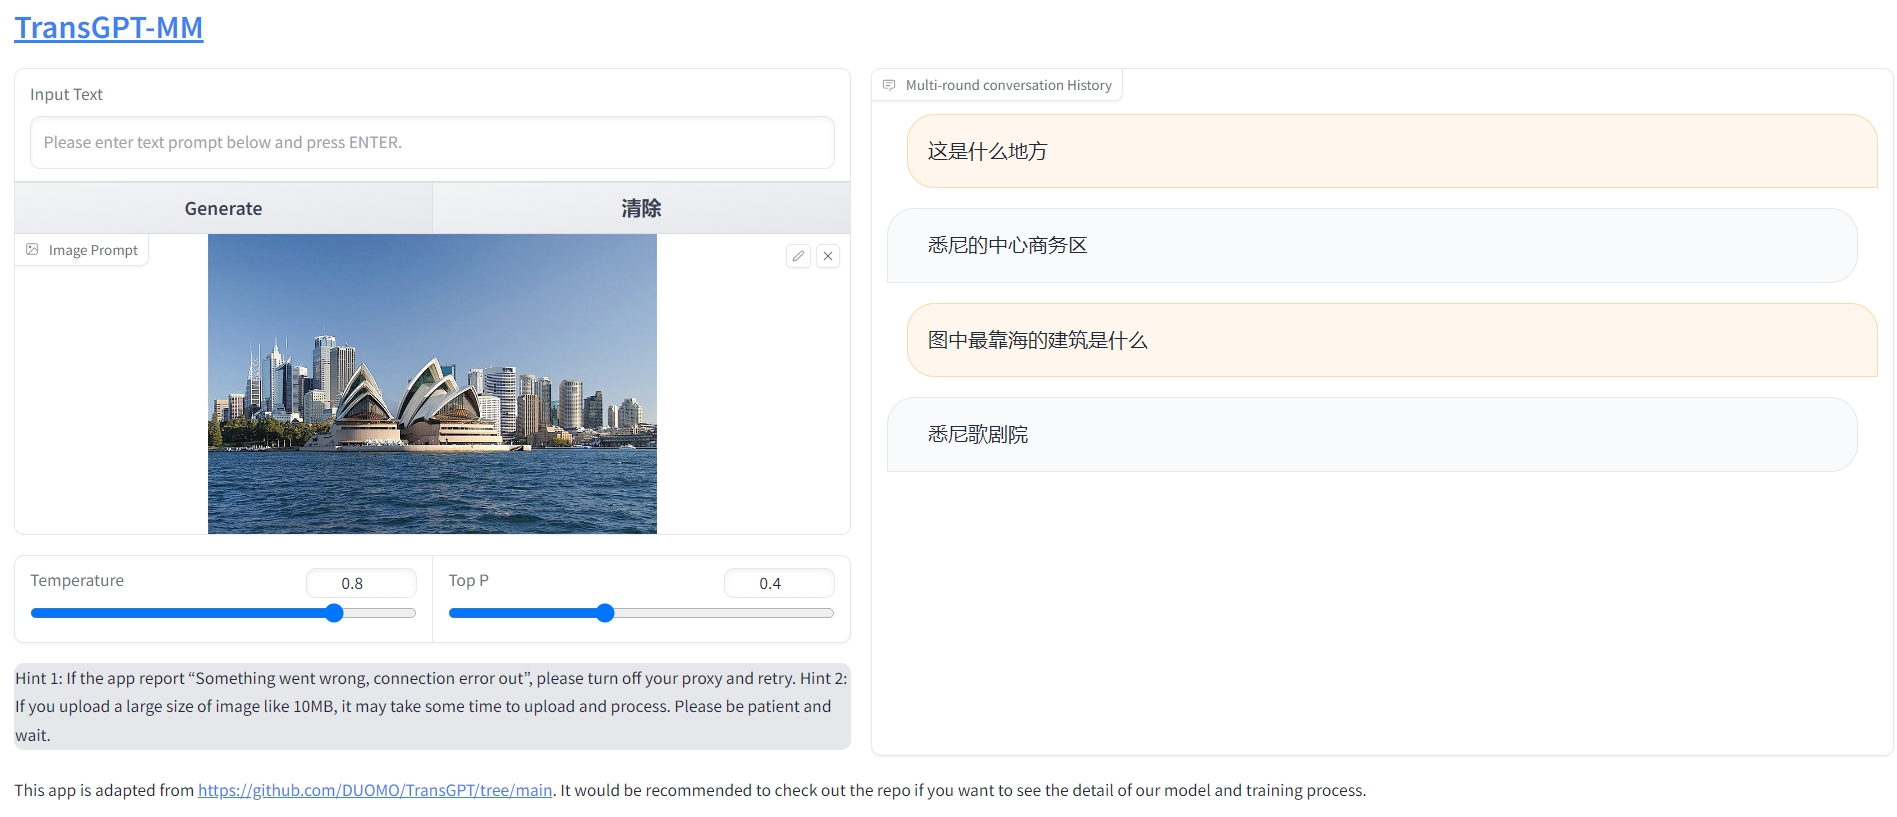 TransGPT-MM
Input Text
Please enter text prompt below and press ENTER.
Generate
清除
Image Prompt
Temperature
0.8
Top P
0.4
Hint 1: If the app report “Something went wrong, connection error out”, please turn off your proxy and retry. Hint 2:
If you upload a large size of image like 10MB, it may take some time to upload and process. Please be patient and
wait.
Multi-round conversation History
这是什么地方
悉尼的中心商务区
图中最靠海的建筑是什么
悉尼歌剧院
This app is adapted from https://github.com/DUOMO/TransGPT/tree/main. It would be recommended to check out the repo if you want to see the detail of our model and training process.